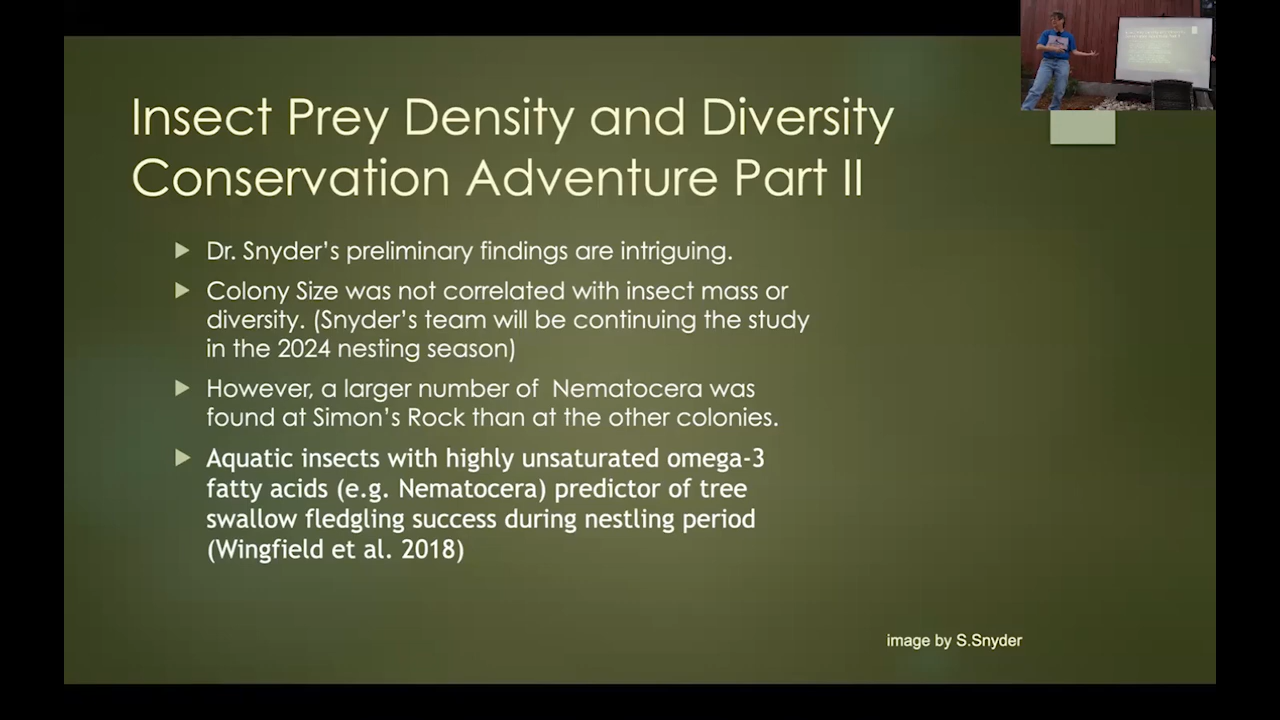 Insect Prey Density and Diversity
Conservation Adventure Part II
Dr. Snyder's preliminary findings are intriguing.
Colony Size was not correlated with insect mass or
diversity. (Snyder's team will be continuing the study
in the 2024 nesting season)
However, a larger number of Nematocera was
found at Simon's Rock than at the other colonies.
Aquatic insects with highly unsaturated omega-3
fatty acids (e.g. Nematocera) predictor of tree
swallow fledgling success during nestling period
(Wingfield et al. 2018)
image by S.Snyder